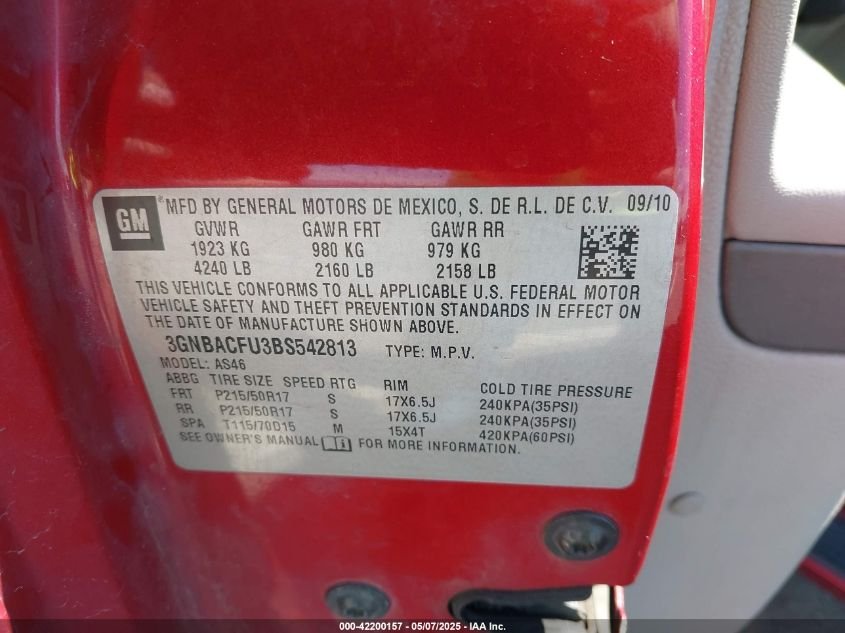 GM ® MFD BY GENERAL MOTORS DE MEXICO, S. DE R.L. DE C.V. 09/10
GVWR GAWR FRT GAWR RR
1923 KG 980 KG 979 KG
4240 LB 2160 LB 2158 LB
THIS VEHICLE CONFORMS TO ALL APPLICABLE U.S. FEDERAL MOTOR
VEHICLE SAFETY AND THEFT PREVENTION STANDARDS IN EFFECT ON
THE DATE OF MANUFACTURE SHOWN ABOVE.
3GNBACFU3BS542813 TYPE: M.P.V.
MODEL: AS46
ABBG TIRE SIZE SPEED RTG RIM COLD TIRE PRESSURE
FRT P215/50R17 S 17X6.5J 240KPA(35PSI)
RR P215/50R17 S 17X6.5J 240KPA(35PSI)
SPA T115/70D15 M 15X4T 420KPA(60PSI)
SEE OWNER'S MANUAL FOR MORE INFORMATION.
000-42200157 - 05/07/2025 - IAA Inc.